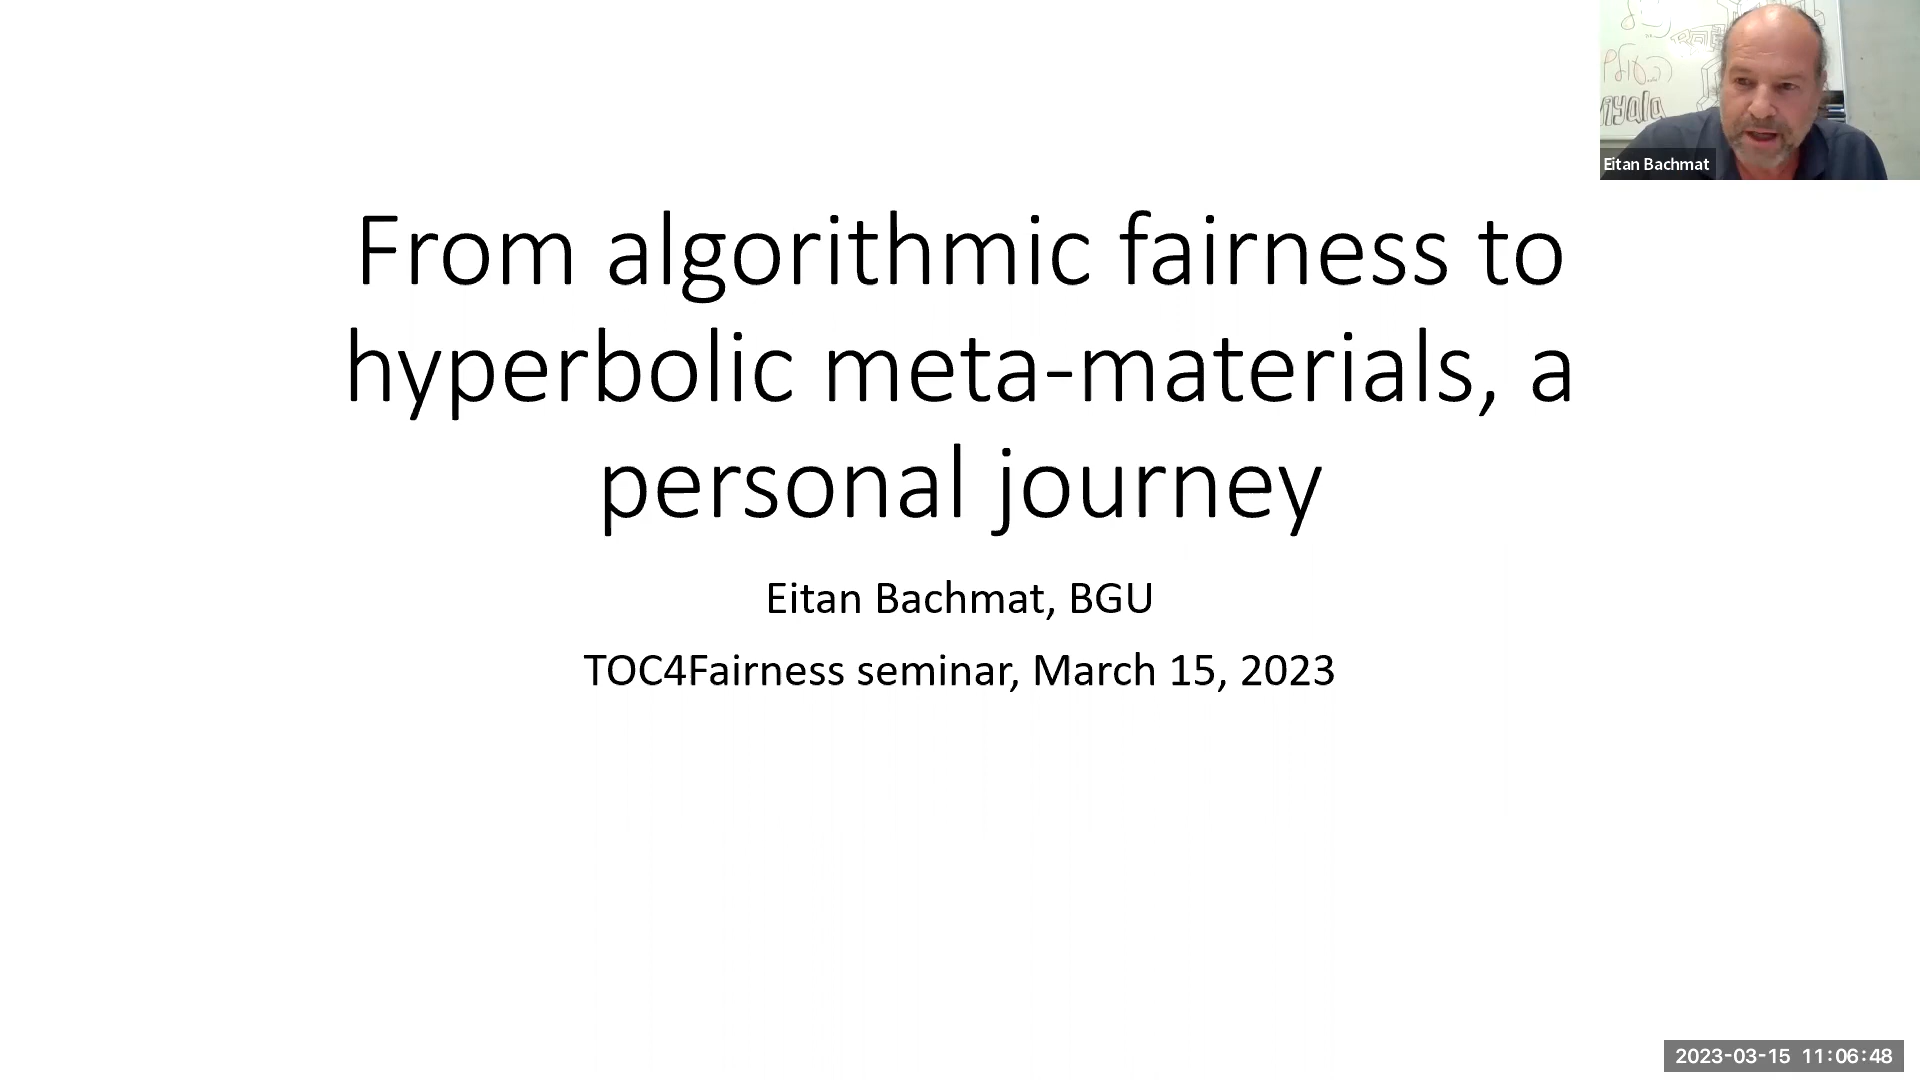 From algorithmic fairness to
hyperbolic meta-materials, a
personal journey
Eitan Bachmat, BGU
TOC4Fairness seminar, March 15, 2023
Eitan Bachmat
2023-03-15 11:06:48